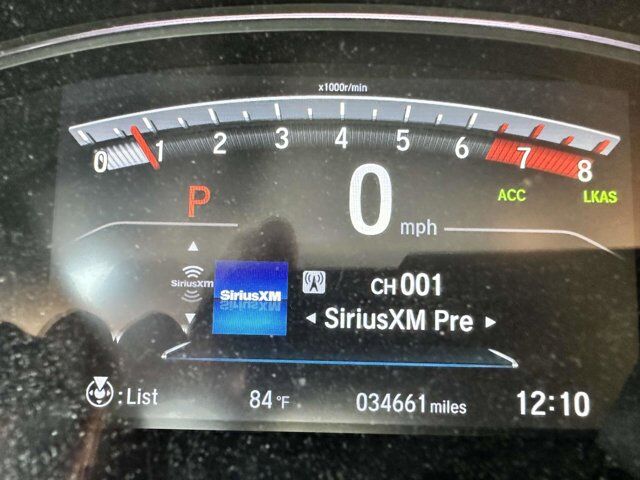 x1000r/min
0 1 2 3 4 5 6 7 8
P 0 mph ACC LKAS
SiriusXM
SiriusXM
CH 001
SiriusXM Pre
: List 84 °F 034661 miles 12:10